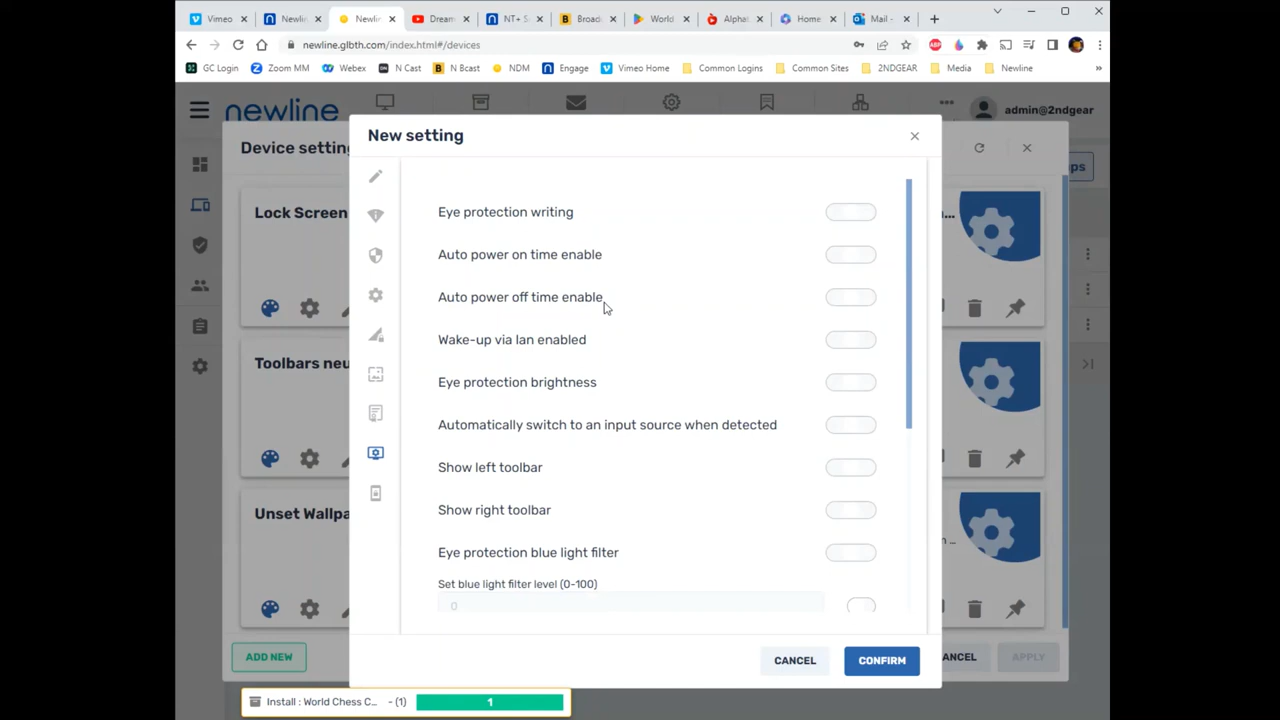 Vimeo
Newlin
Newlin
Dream
NT+ S
Broad
World
Alpha
Home
Mail -
newline.glbth.com/index.html#/devices
GC Login
Zoom MM
Webex
N Cast
N Bcast
NDM
Engage
Vimeo Home
Common Logins
Common Sites
2NDGEAR
Media
Newline
newline
admin@2ndgear
Device settin
New setting
ps
Lock Screen
Eye protection writing
Auto power on time enable
Auto power off time enable
Wake-up via lan enabled
Toolbars neu
Eye protection brightness
Automatically switch to an input source when detected
Show left toolbar
Show right toolbar
Unset Wallpa
Eye protection blue light filter
Set blue light filter level (0-100)
0
ADD NEW
CANCEL
CONFIRM
ANCEL
APPLY
Install : World Chess C... - (1)
1